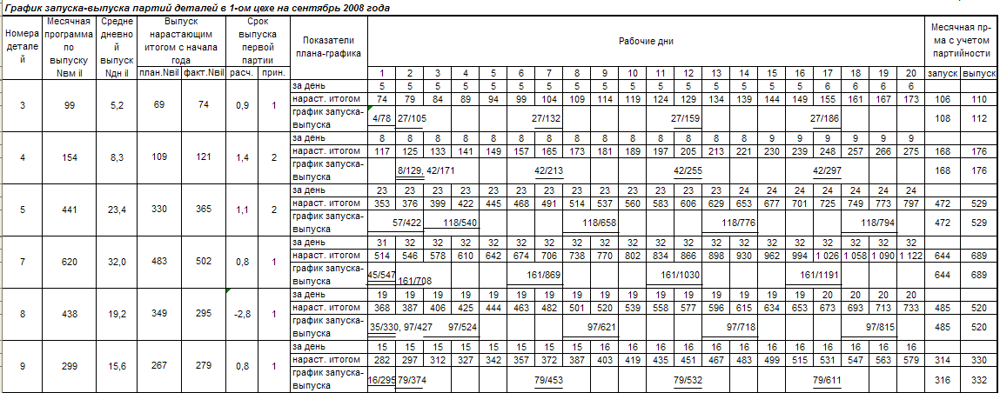 График запуска-выпуска партий деталей в 1-ом цехе на сентябрь 2008 года
Номера деталей Месячная программа по выпуску Nвм il Среднедневной выпуск Nдн il Выпуск нарастающим итогом с начала года Срок выпуска первой партии Показатели плана-графика Рабочие дни Месячная пр-ма с учетом партийности
план.Nвil факт.Nвil расч. прин. 1 2 3 4 5 6 7 8 9 10 11 12 13 14 15 16 17 18 19 20 запуск выпуск
за день 5 5 5 5 5 5 5 5 5 5 5 5 5 5 5 5 6 6 6 6
3 99 5,2 69 74 0,9 1 нараст. итогом 74 79 84 89 94 99 104 109 114 119 124 129 134 139 144 149 155 161 167 173 106 110
график запуска-выпуска 4/78 27/105 27/132 27/159 27/186 108 112
за день 8 8 8 8 8 8 8 8 8 8 8 8 8 8 9 9 9 9 9 9
4 154 8,3 109 121 1,4 2 нараст. итогом 117 125 133 141 149 157 165 173 181 189 197 205 213 221 230 239 248 257 266 275 168 176
график запуска-выпуска 8/129, 42/171 42/213 42/255 42/297 168 176
за день 23 23 23 23 23 23 23 23 23 23 23 23 23 24 24 24 24 24 24 24
5 441 23,4 330 365 1,1 2 нараст. итогом 353 376 399 422 445 468 491 514 537 560 583 606 629 653 677 701 725 749 773 797 472 529
график запуска-выпуска 57/422 118/540 118/658 118/776 118/794 472 529
за день 31 32 32 32 32 32 32 32 32 32 32 32 32 32 32 32 32 32 32 32
7 620 32,0 483 502 0,8 1 нараст. итогом 514 546 578 610 642 674 706 738 770 802 834 866 898 930 962 994 1 026 1 058 1 090 1 122 644 689
график запуска-выпуска 45/547 161/708 161/869 161/1030 161/1191 644 689
за день 19 19 19 19 19 19 19 19 19 19 19 19 19 19 19 19 20 20 20 20
8 438 19,2 349 295 -2,8 1 нараст. итогом 368 387 406 425 444 463 482 501 520 539 558 577 596 615 634 653 673 693 713 733 485 520
график запуска-выпуска 35/330, 97/427 97/524 97/621 97/718 97/815 485 520
за день 15 15 15 15 15 15 15 15 16 16 16 16 16 16 16 16 16 16 16 16
9 299 15,6 267 279 0,8 1 нараст. итогом 282 297 312 327 342 357 372 387 403 419 435 451 467 483 499 515 531 547 563 579 314 330
график запуска-выпуска 16/295 79/374 79/453 79/532 79/611 316 332